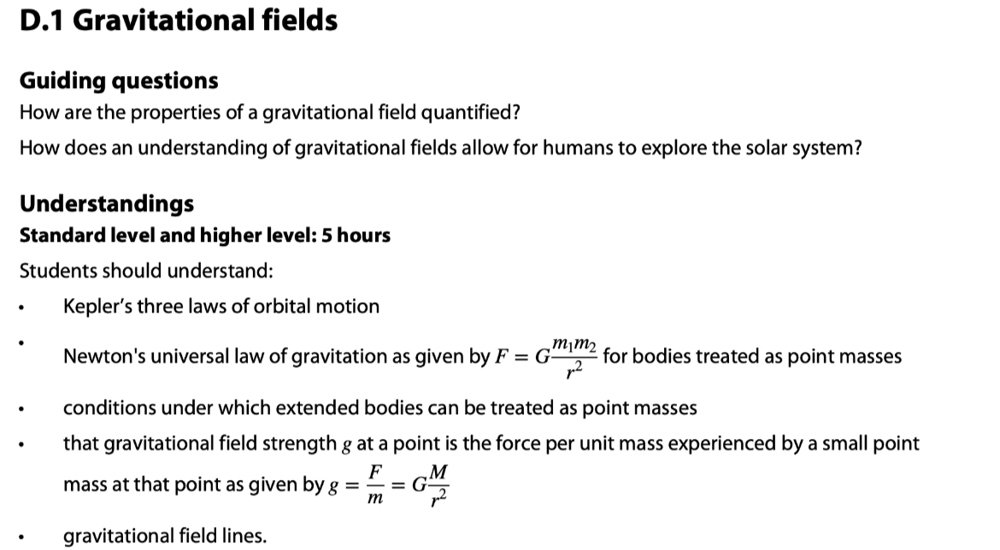 D.1 Gravitational fields
Guiding questions
How are the properties of a gravitational field quantified?
How does an understanding of gravitational fields allow for humans to explore the solar system?
Understandings
Standard level and higher level: 5 hours
Students should understand:
• Kepler's three laws of orbital motion
• Newton's universal law of gravitation as given by F = G\frac{m_1m_2}{r^2} for bodies treated as point masses
• conditions under which extended bodies can be treated as point masses
• that gravitational field strength g at a point is the force per unit mass experienced by a small point
mass at that point as given by g = \frac{F}{m} = G\frac{M}{r^2}
• gravitational field lines.